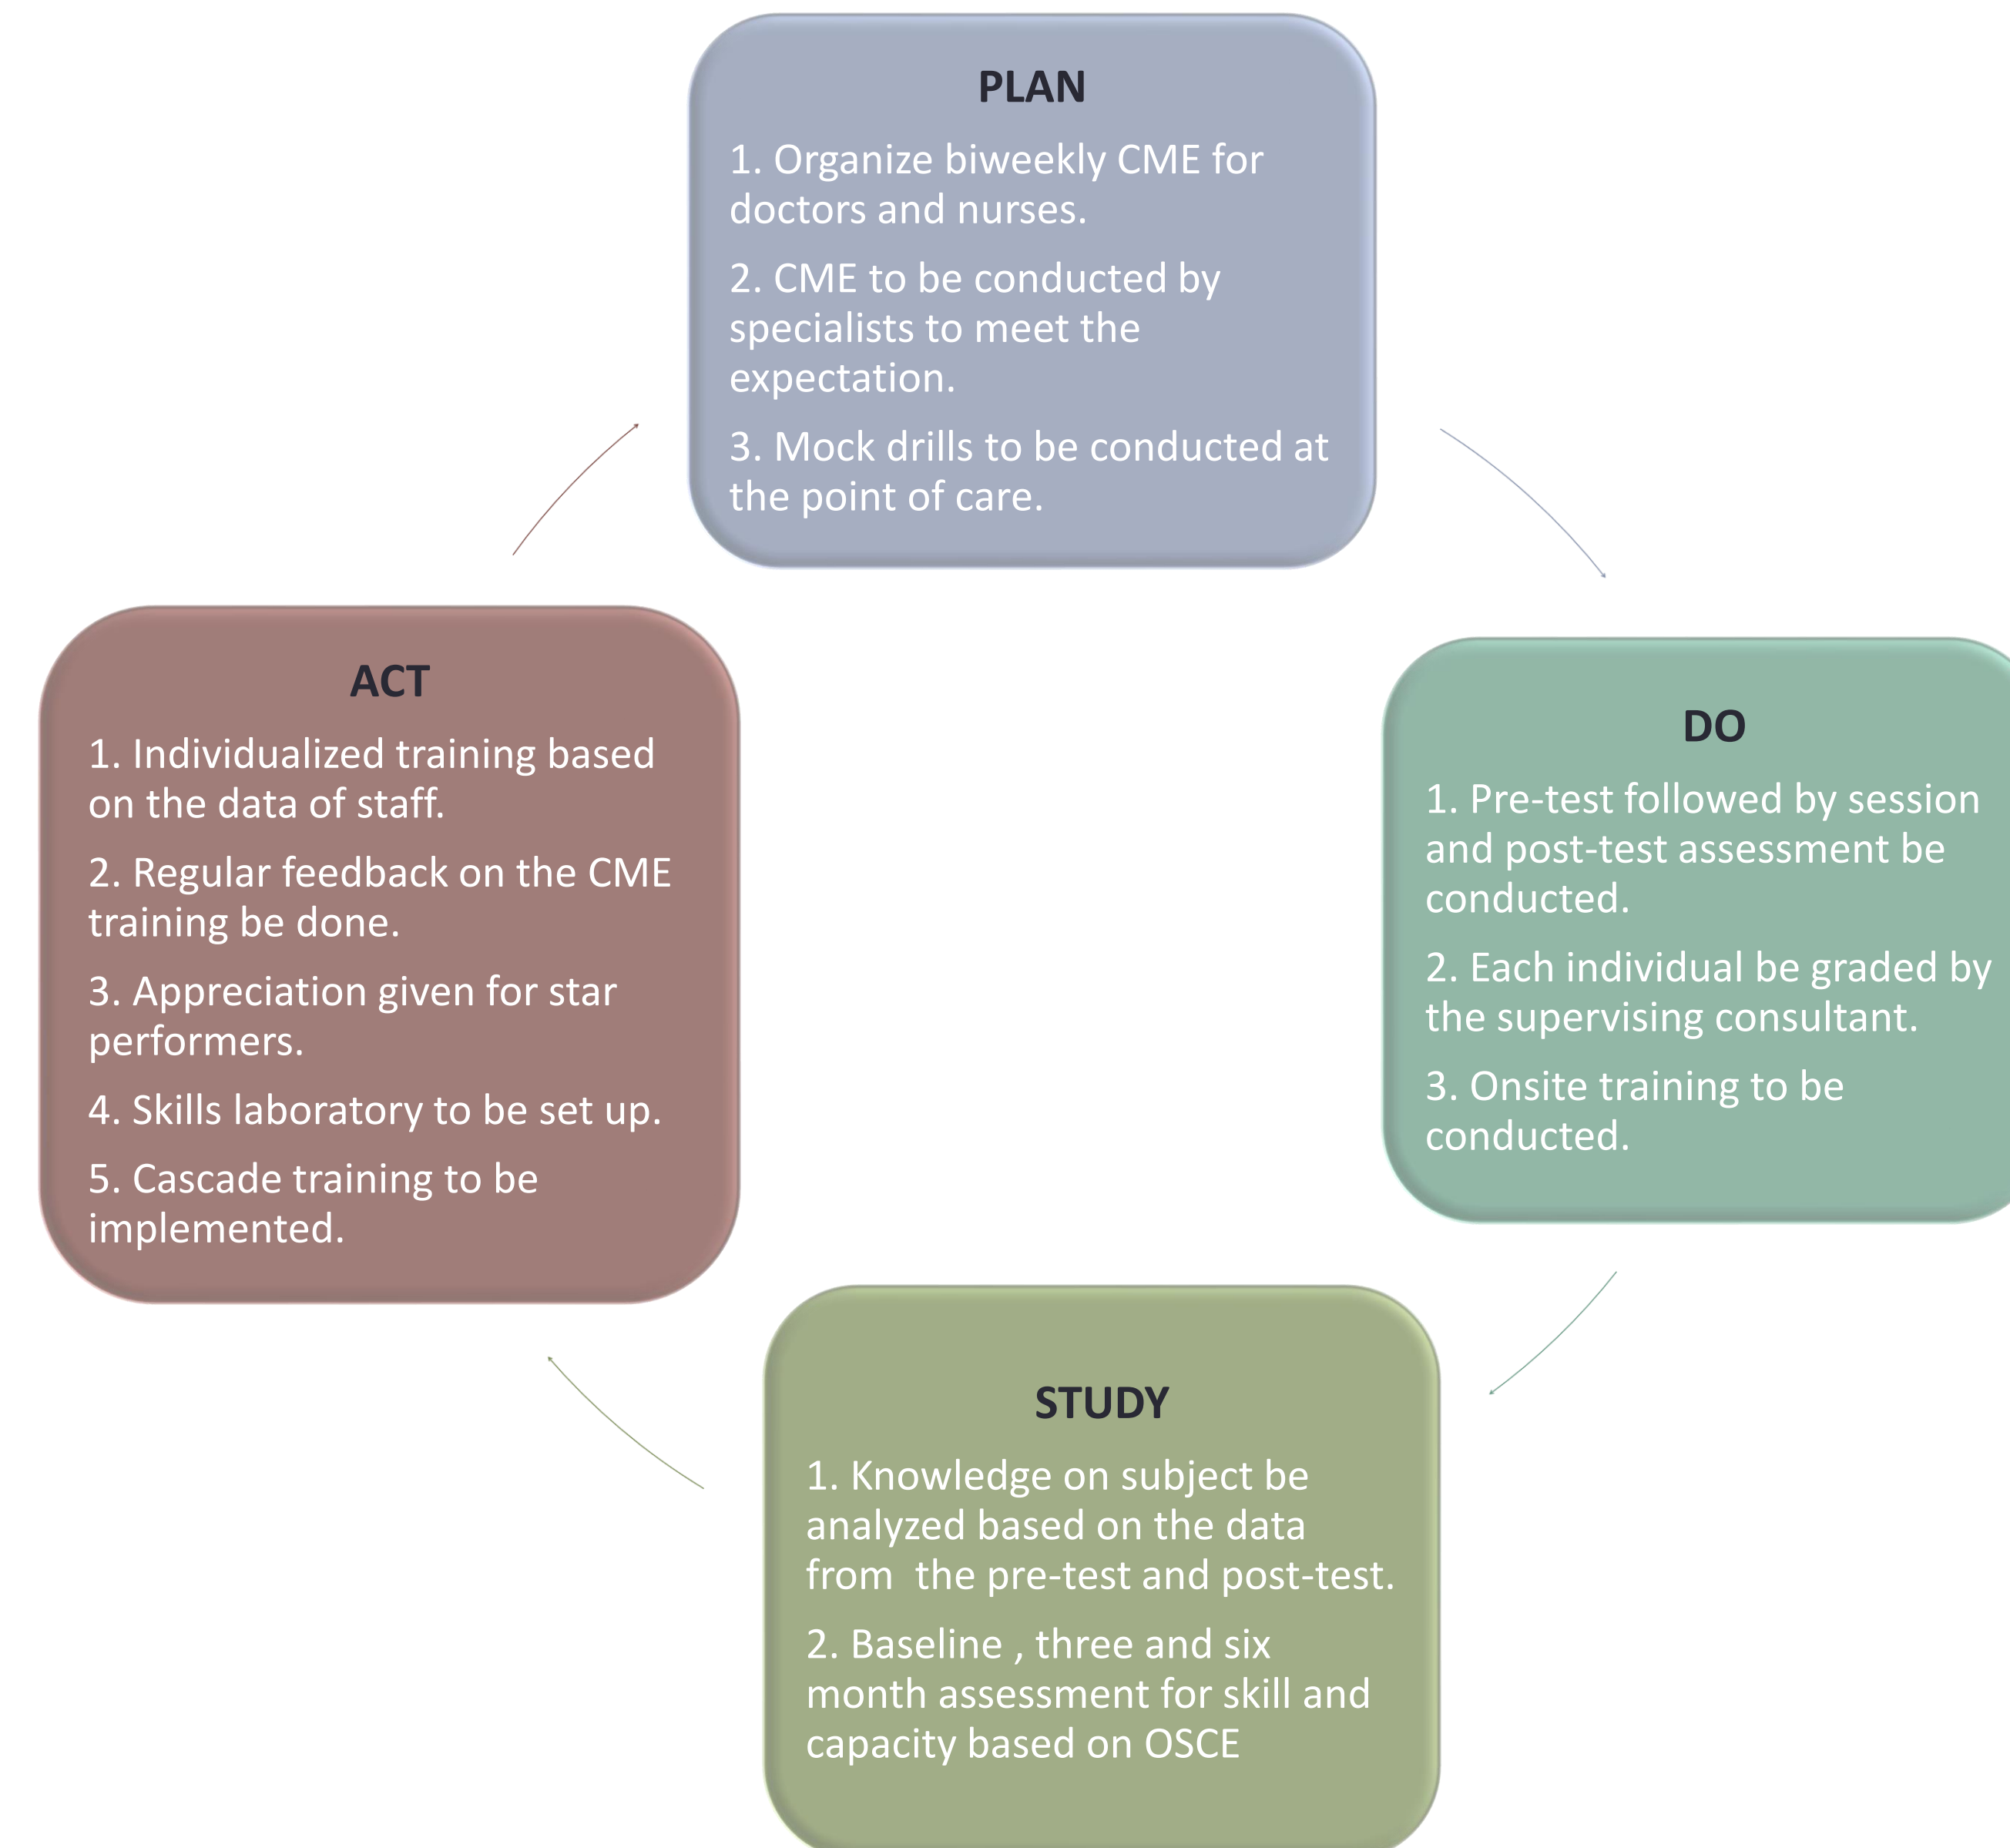 PLAN
1. Organize biweekly CME for
doctors and nurses.
2. CME to be conducted by
specialists to meet the
expectation.
3. Mock drills to be conducted at
the point of care.
DO
1. Pre-test followed by session
and post-test assessment be
conducted.
2. Each individual be graded by
the supervising consultant.
3. Onsite training to be
conducted.
STUDY
1. Knowledge on subject be
analyzed based on the data
from  the pre-test and post-test.
2. Baseline , three and six
month assessment for skill and
capacity based on OSCE
ACT
1. Individualized training based
on the data of staff.
2. Regular feedback on the CME
training be done.
3. Appreciation given for star
performers.
4. Skills laboratory to be set up.
5. Cascade training to be
implemented.